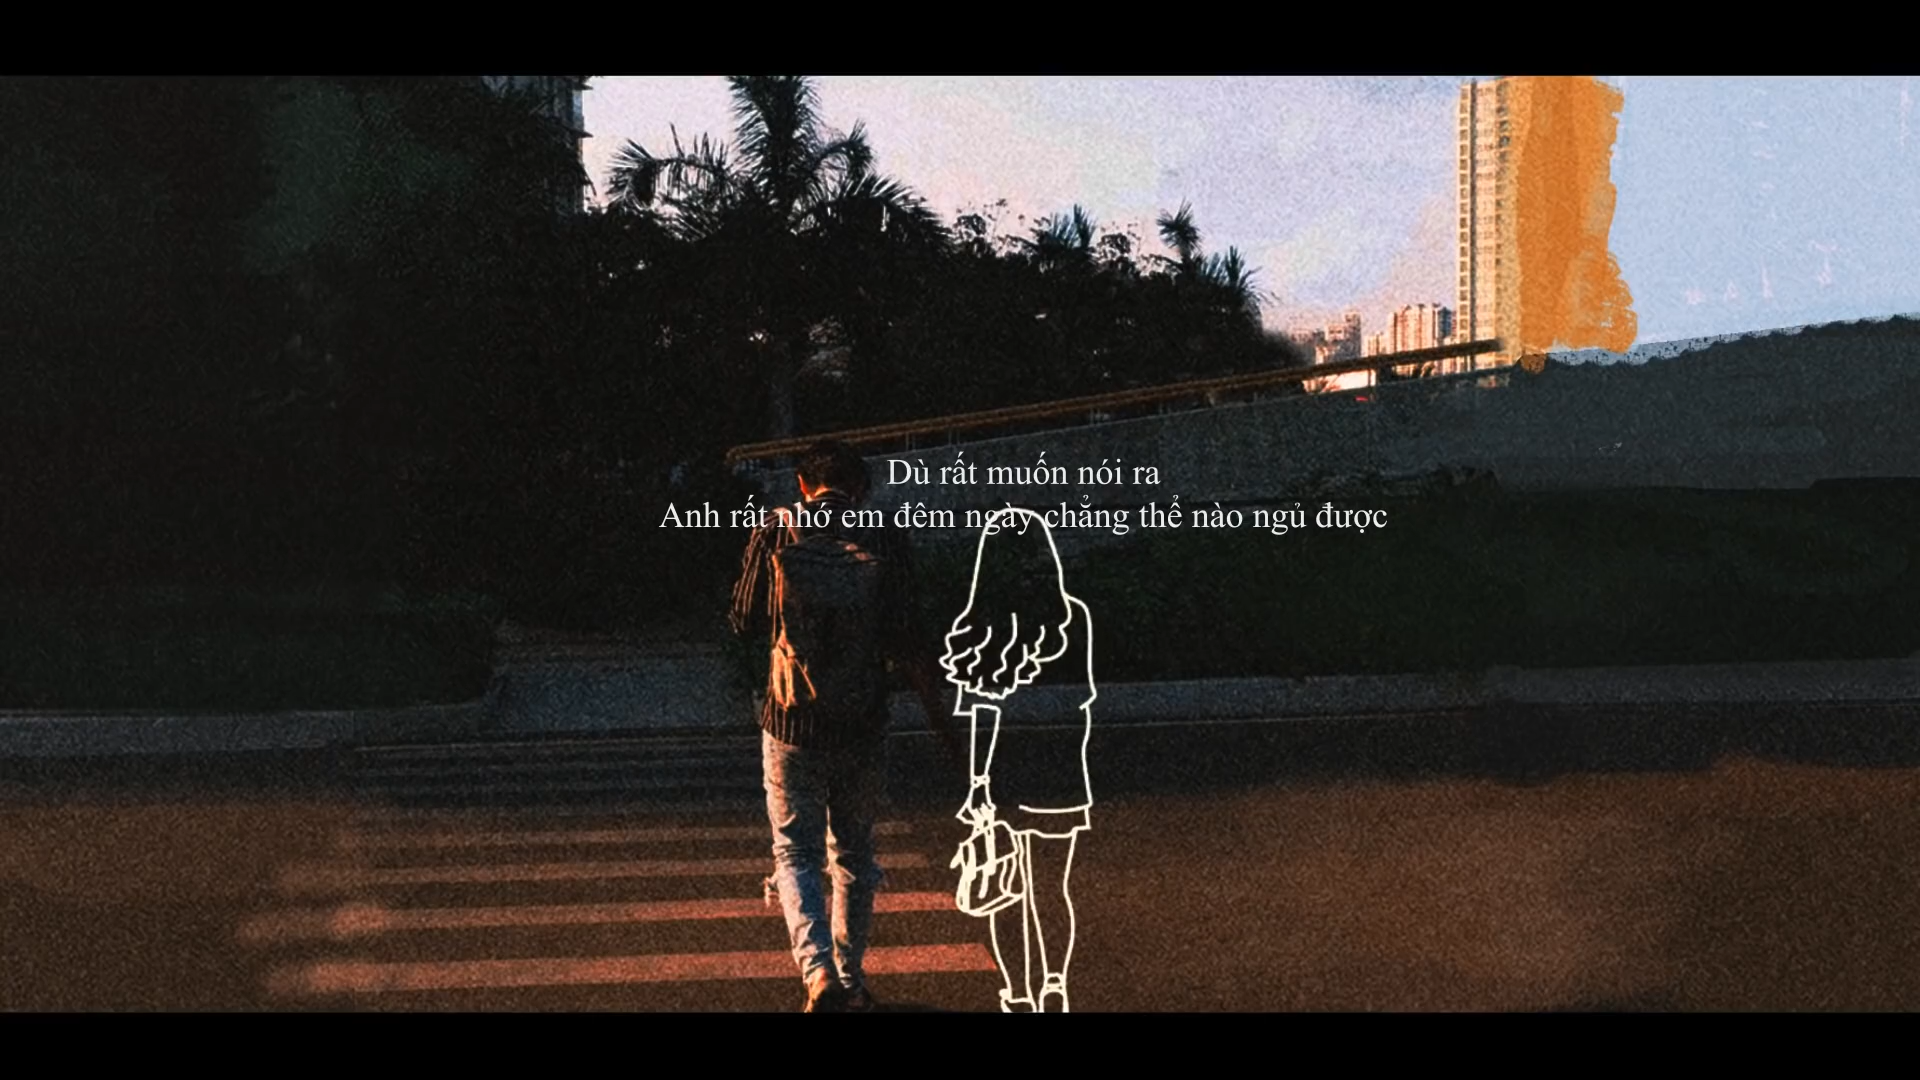 Dù rất muốn nói ra
Anh rất nhớ em đêm ngày chẳng thể nào ngủ được